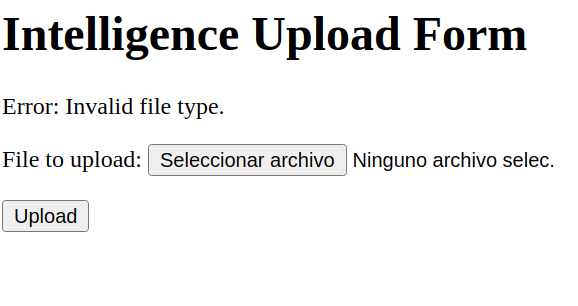 Intelligence Upload Form
Error: Invalid file type.
File to upload: Seleccionar archivo Ninguno archivo selec.
Upload